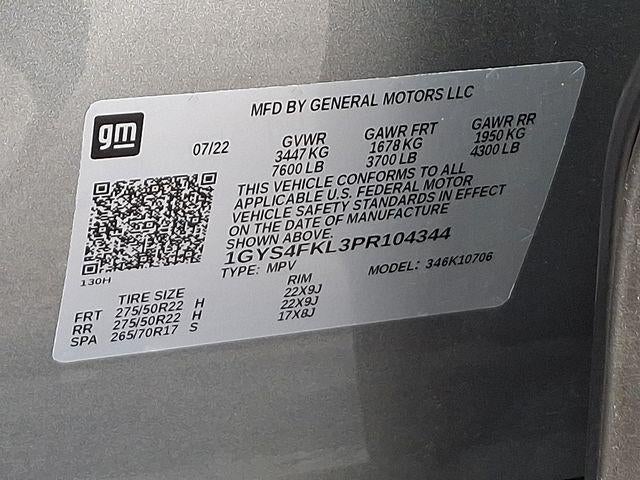 MFD BY GENERAL MOTORS LLC
gm
07/22 GVWR GAWR FRT GAWR RR
3447 KG 1678 KG 1950 KG
7600 LB 3700 LB 4300 LB
THIS VEHICLE CONFORMS TO ALL
APPLICABLE U.S. FEDERAL MOTOR
VEHICLE SAFETY STANDARDS IN EFFECT
ON THE DATE OF MANUFACTURE
SHOWN ABOVE.
1GYS4FKL3PR104344
130H
TYPE: MPV MODEL: 346K10706
TIRE SIZE RIM
FRT 275/50R22 H 22X9J
RR 275/50R22 H 22X9J
SPA 265/70R17 S 17X8J